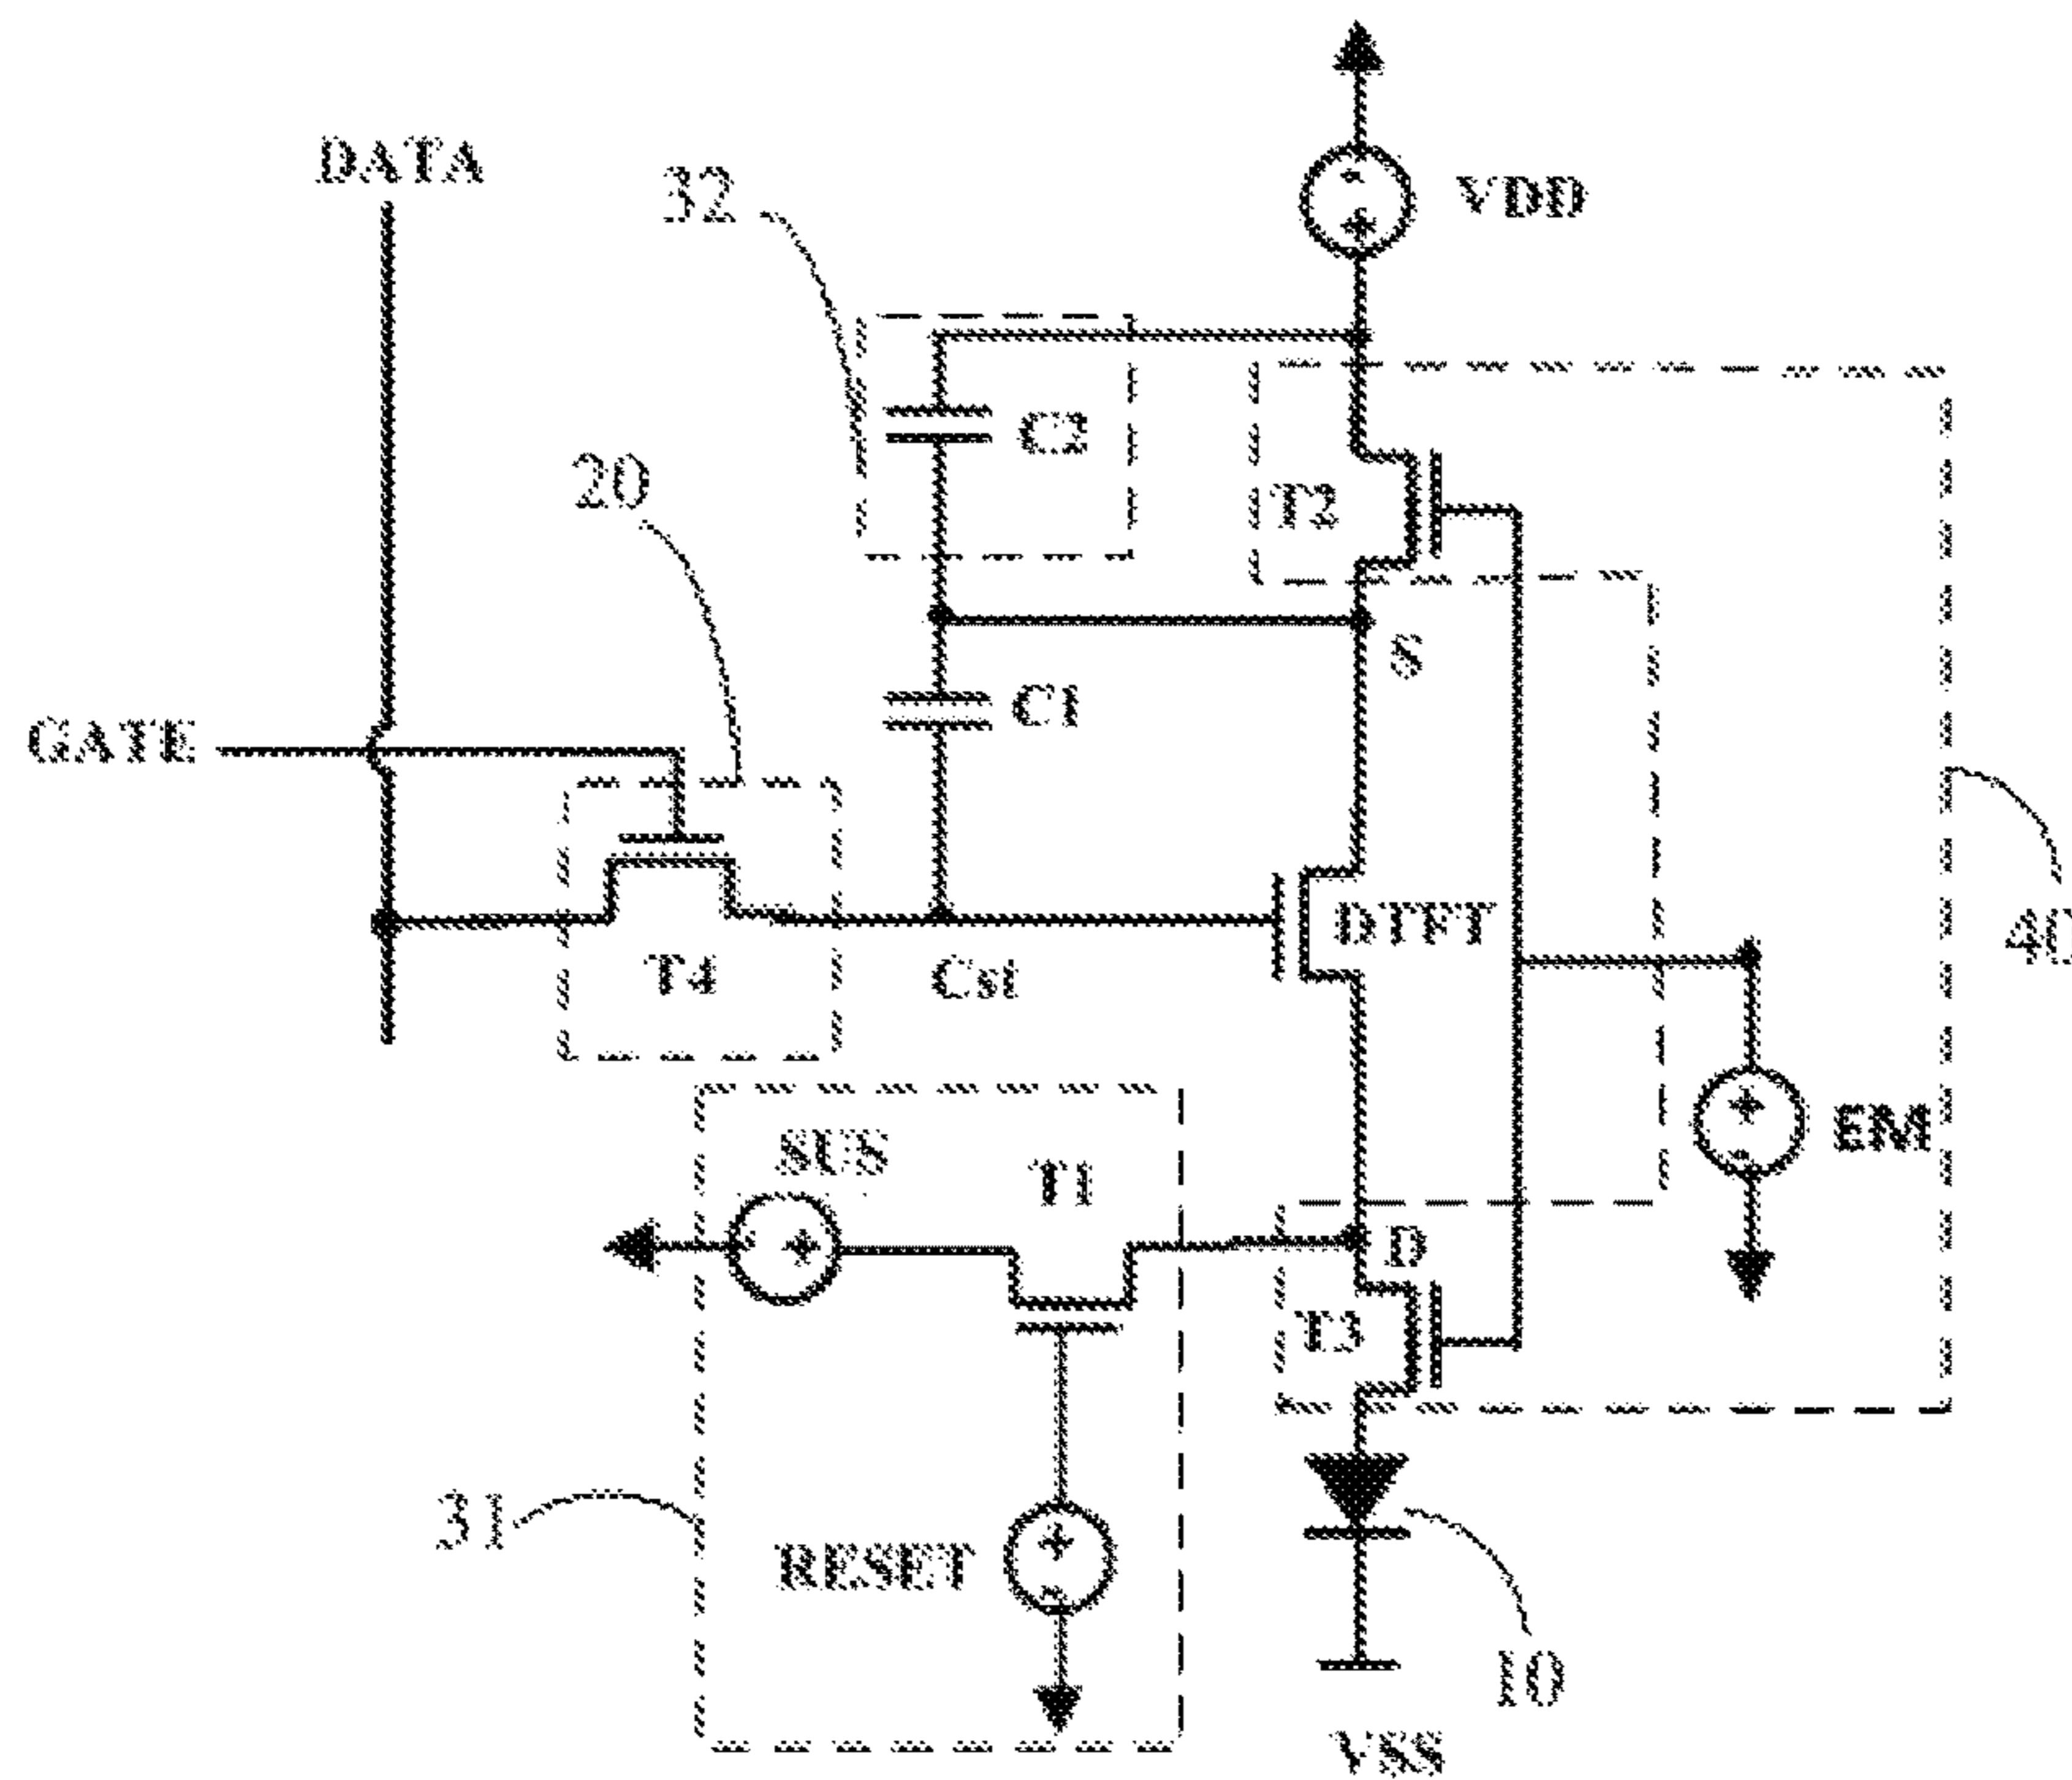 DATA
32
VDD
C2
20
T2
S
C1
GATE
40
DTFT
T4
Cst
EM
SUS
T1
D
T3
31
RESET
10
VSS